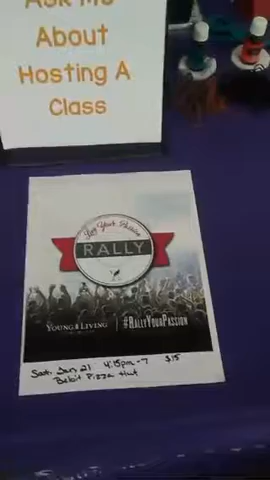 Ask Me
About
Hosting A
Class
Live Your Passion
RALLY
YOUNG LIVING
#RALLYYOURPASSION
Sat. Jan 21 4:15pm-7 $15
Beloit Pizza Hut